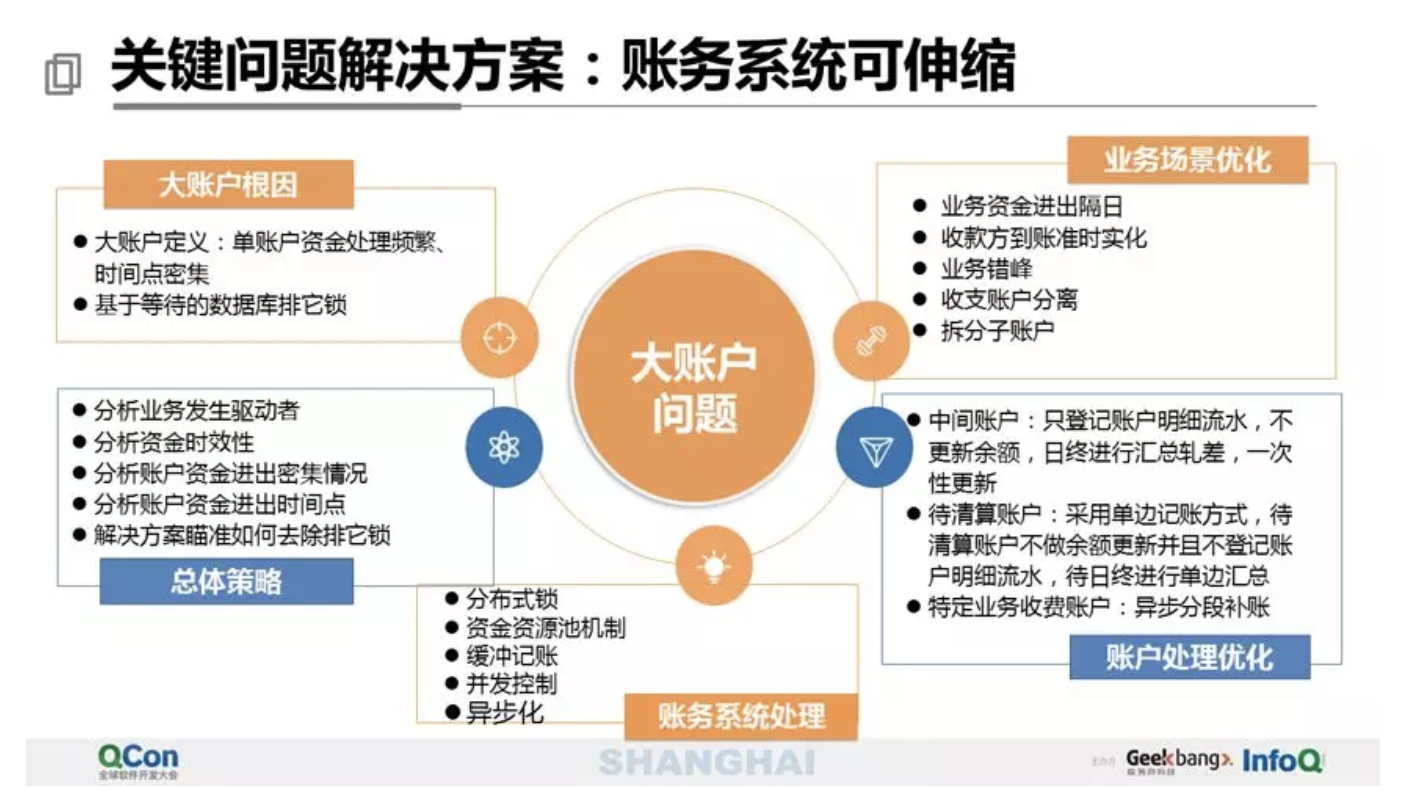 关键问题解决方案：账务系统可伸缩
大账户根因
● 大账户定义：单账户资金处理频繁、
时间点密集
● 基于等待的数据库排它锁
● 分析业务发生驱动者
● 分析资金时效性
● 分析账户资金进出密集情况
● 分析账户资金进出时间点
● 解决方案瞄准如何去除排它锁
总体策略
大账户
问题
● 分布式锁
● 资金资源池机制
● 缓冲记账
● 并发控制
● 异步化
账务系统处理
业务场景优化
● 业务资金进出隔日
● 收款方到账准时实化
● 业务错峰
● 收支账户分离
● 拆分子账户
● 中间账户：只登记账户明细流水，不
更新余额，日终进行汇总轧差，一次
性更新
● 待清算账户：采用单边记账方式，待
清算账户不做余额更新并且不登记账
户明细流水，待日终进行单边汇总
● 特定业务收费账户：异步分段补账
账户处理优化
QCon
全球软件开发大会
SHANGHAI
Geekbang>.
极客邦科技
InfoQ